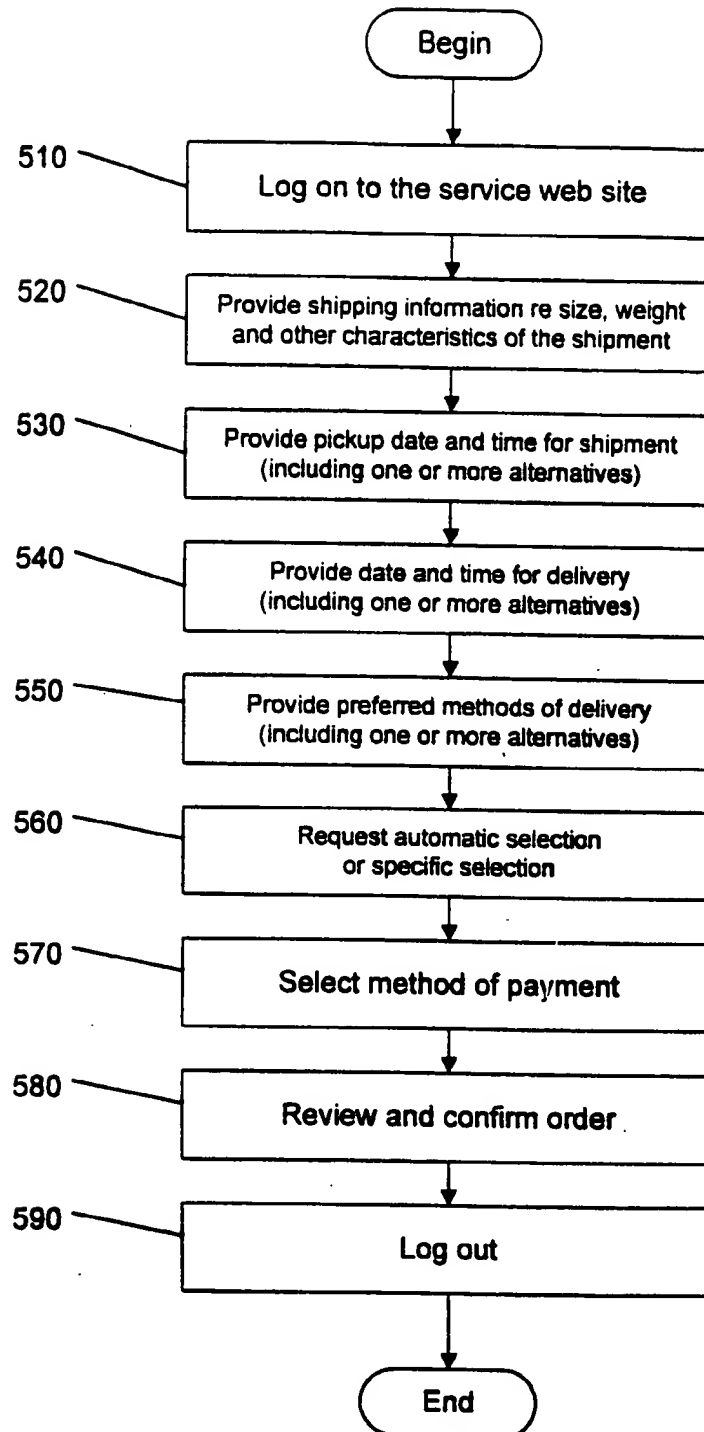 Begin
510
Log on to the service web site
520
Provide shipping information re size, weight
and other characteristics of the shipment
530
Provide pickup date and time for shipment
(including one or more alternatives)
540
Provide date and time for delivery
(including one or more alternatives)
550
Provide preferred methods of delivery
(including one or more alternatives)
560
Request automatic selection
or specific selection
570
Select method of payment
580
Review and confirm order
590
Log out
End